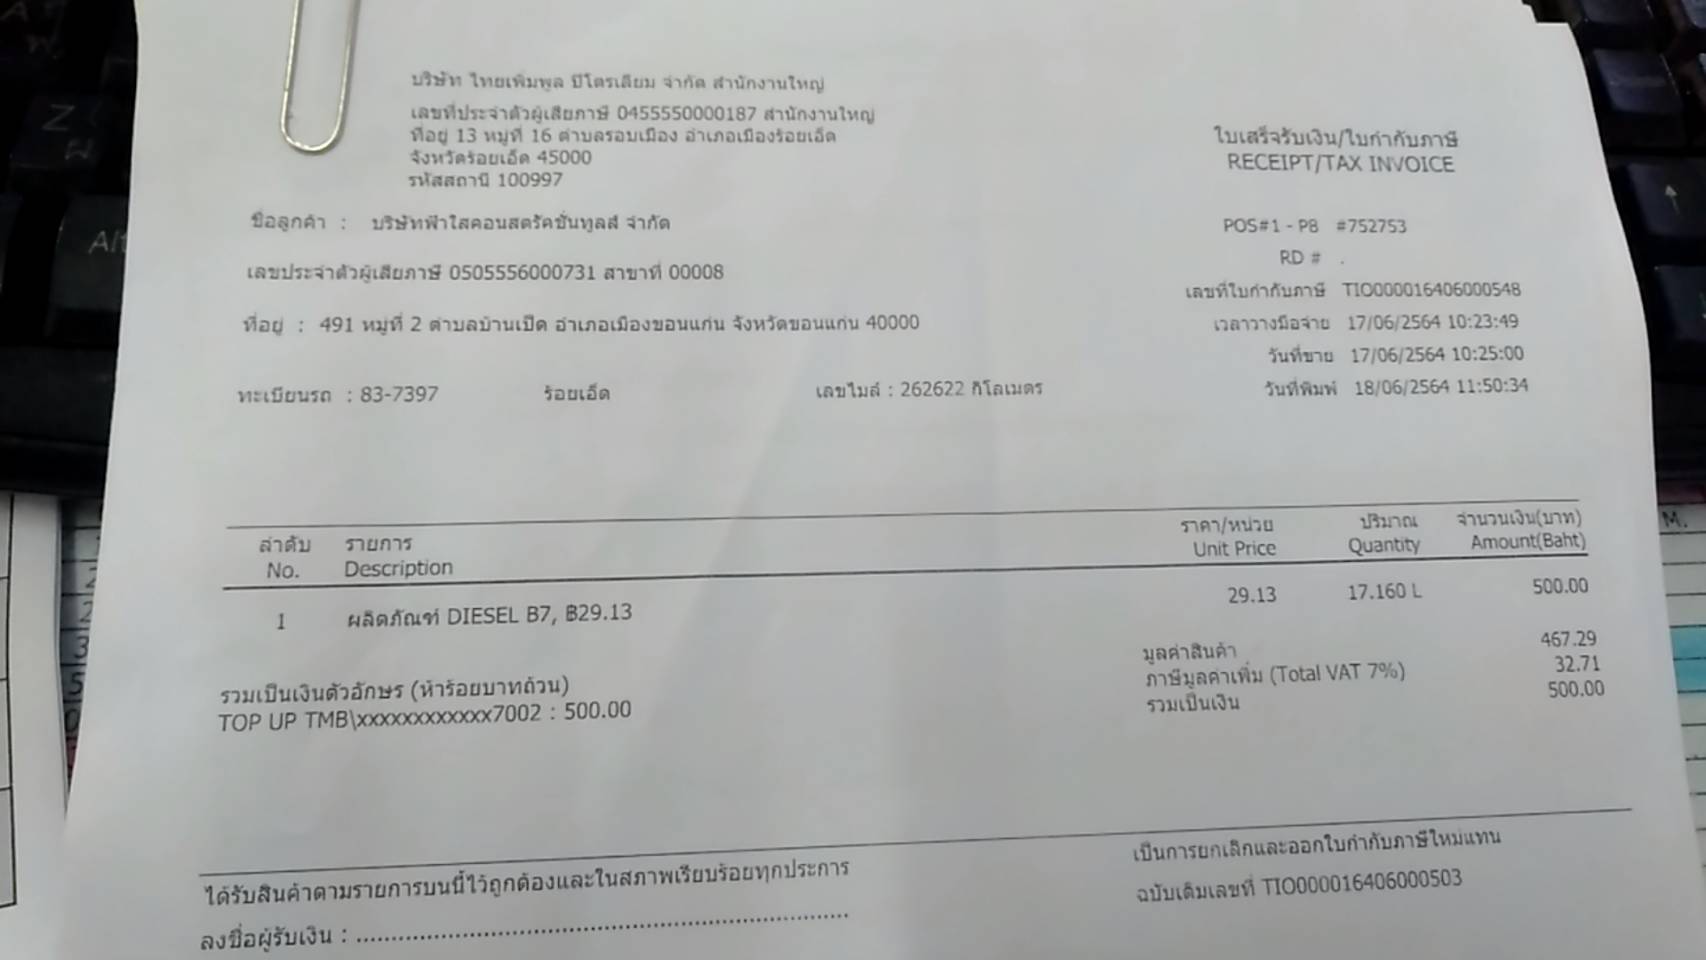 บริษัท ไทยเพิ่มพูล ปิโตรเลียม จำกัด สำนักงานใหญ่
เลขที่ประจำตัวผู้เสียภาษี 0455550000187 สำนักงานใหญ่
ที่อยู่ 13 หมู่ที่ 16 ตำบลรอบเมือง อำเภอเมืองร้อยเอ็ด
จังหวัดร้อยเอ็ด 45000
รหัสสถานี 100997
ใบเสร็จรับเงิน/ใบกำกับภาษี
RECEIPT/TAX INVOICE
ชื่อลูกค้า : บริษัทฟ้าใสคอนสตรัคชั่นทูลส์ จำกัด
POS#1 - P8 #752753
RD # .
เลขประจำตัวผู้เสียภาษี 0505556000731 สาขาที่ 00008
เลขที่ใบกำกับภาษี TIO000016406000548
ที่อยู่ : 491 หมู่ที่ 2 ตำบลบ้านเป็ด อำเภอเมืองขอนแก่น จังหวัดขอนแก่น 40000
เวลาวางมือจ่าย 17/06/2564 10:23:49
วันที่ขาย 17/06/2564 10:25:00
ทะเบียนรถ : 83-7397 ร้อยเอ็ด เลขไมล์ : 262622 กิโลเมตร
วันที่พิมพ์ 18/06/2564 11:50:34
ลำดับ รายการ ราคา/หน่วย ปริมาณ จำนวนเงิน(บาท)
No. Description Unit Price Quantity Amount(Baht)
1 ผลิตภัณฑ์ DIESEL B7, ฿29.13 29.13 17.160 L 500.00
มูลค่าสินค้า 467.29
ภาษีมูลค่าเพิ่ม (Total VAT 7%) 32.71
รวมเป็นเงิน 500.00
รวมเป็นเงินตัวอักษร (ห้าร้อยบาทถ้วน)
TOP UP TMB\xxxxxxxxxxxx7002 : 500.00
ได้รับสินค้าตามรายการบนนี้ไว้ถูกต้องและในสภาพเรียบร้อยทุกประการ
ลงชื่อผู้รับเงิน : ........................................................................
เป็นการยกเลิกและออกใบกำกับภาษีใหม่แทน
ฉบับเดิมเลขที่ TIO000016406000503
Z
Alt
M.